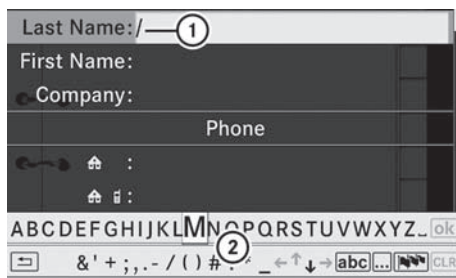 Last Name:/ 1
First Name:
Company:
Phone
:
:
ABCDEFGHIJKLMNOPQRSTUVWXYZ_ ok
2
&'+;,.-/()#:*_←↑↓→ abc ... CLR